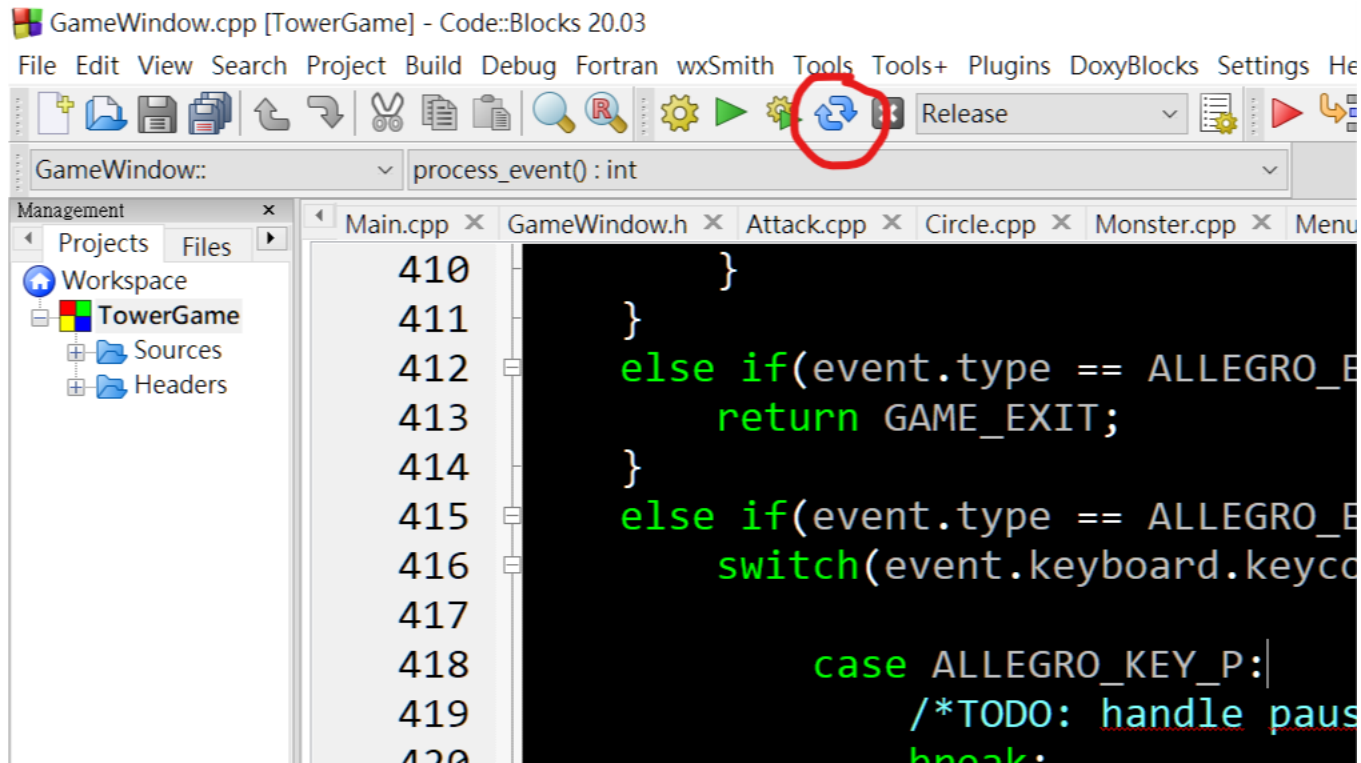 GameWindow.cpp [TowerGame] - Code::Blocks 20.03
File Edit View Search Project Build Debug Fortran wxSmith Tools Tools+ Plugins DoxyBlocks Settings He
Release
GameWindow:: process_event() : int
Management
Main.cpp GameWindow.h Attack.cpp Circle.cpp Monster.cpp Menu
Projects Files
Workspace
TowerGame
Sources
Headers
410 }
411 }
412 else if(event.type == ALLEGRO_E
413 return GAME_EXIT;
414 }
415 else if(event.type == ALLEGRO_E
416 switch(event.keyboard.keyco
417
418 case ALLEGRO_KEY_P:
419 /*TODO: handle paus
420 break;